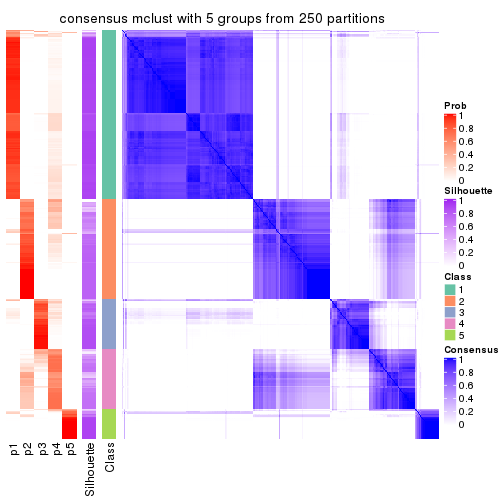 consensus mclust with 5 groups from 250 partitions
Prob
1
0.8
0.6
0.4
0.2
0
Silhouette
1
0.8
0.6
0.4
0.2
0
Class
1
2
3
4
5
Consensus
1
0.8
0.6
0.4
0.2
0
p1
p2
p3
p4
p5
Silhouette
Class